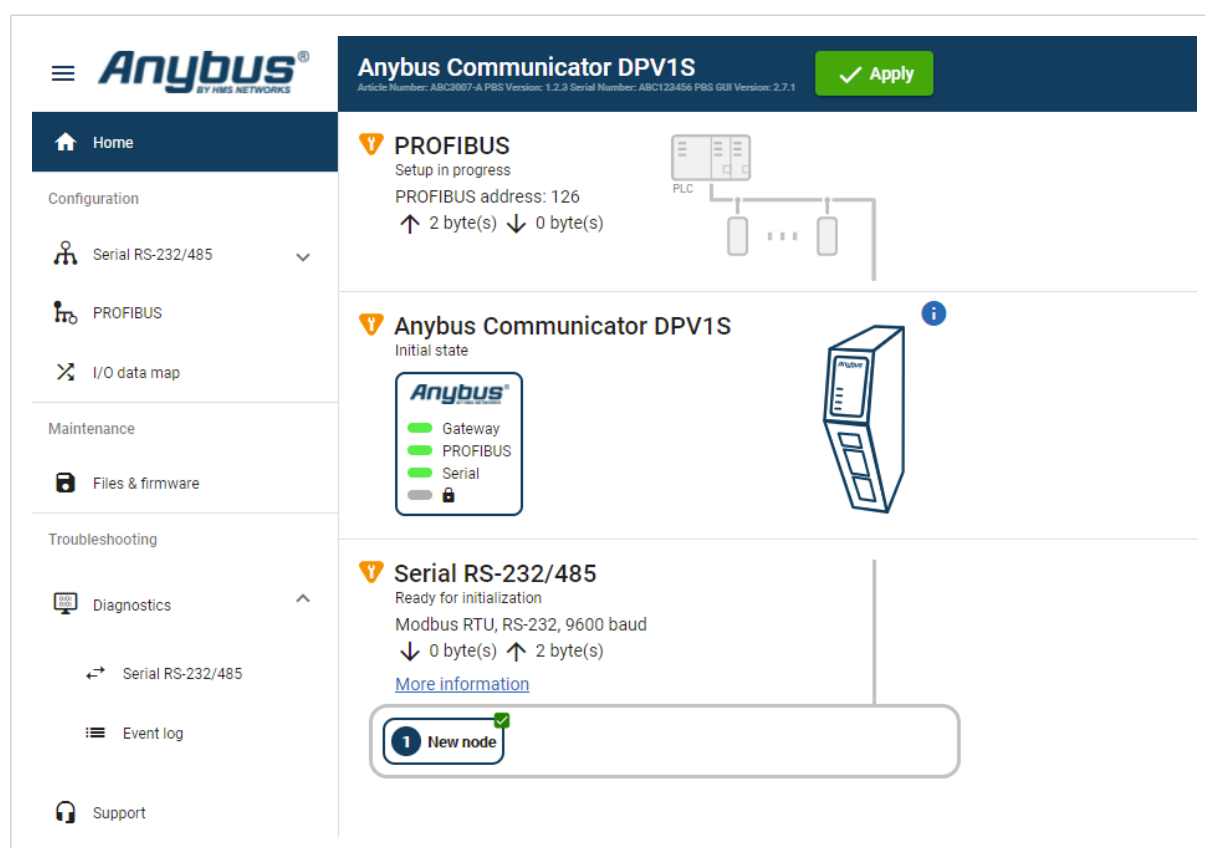 Anybus®
BY HMS NETWORKS
Anybus Communicator DPV1S
Article Number: ABC3007-A PBS Version: 1.2.3 Serial Number: ABC123456 PBS GUI Version: 2.7.1
Apply
Home
Configuration
Serial RS-232/485
PROFIBUS
I/O data map
Maintenance
Files & firmware
Troubleshooting
Diagnostics
Serial RS-232/485
Event log
Support
PROFIBUS
Setup in progress
PROFIBUS address: 126
2 byte(s) 0 byte(s)
PLC
Anybus Communicator DPV1S
Initial state
Anybus®
BY HMS NETWORKS
Gateway
PROFIBUS
Serial
Anybus
i
Serial RS-232/485
Ready for initialization
Modbus RTU, RS-232, 9600 baud
0 byte(s) 2 byte(s)
More information
1 New node